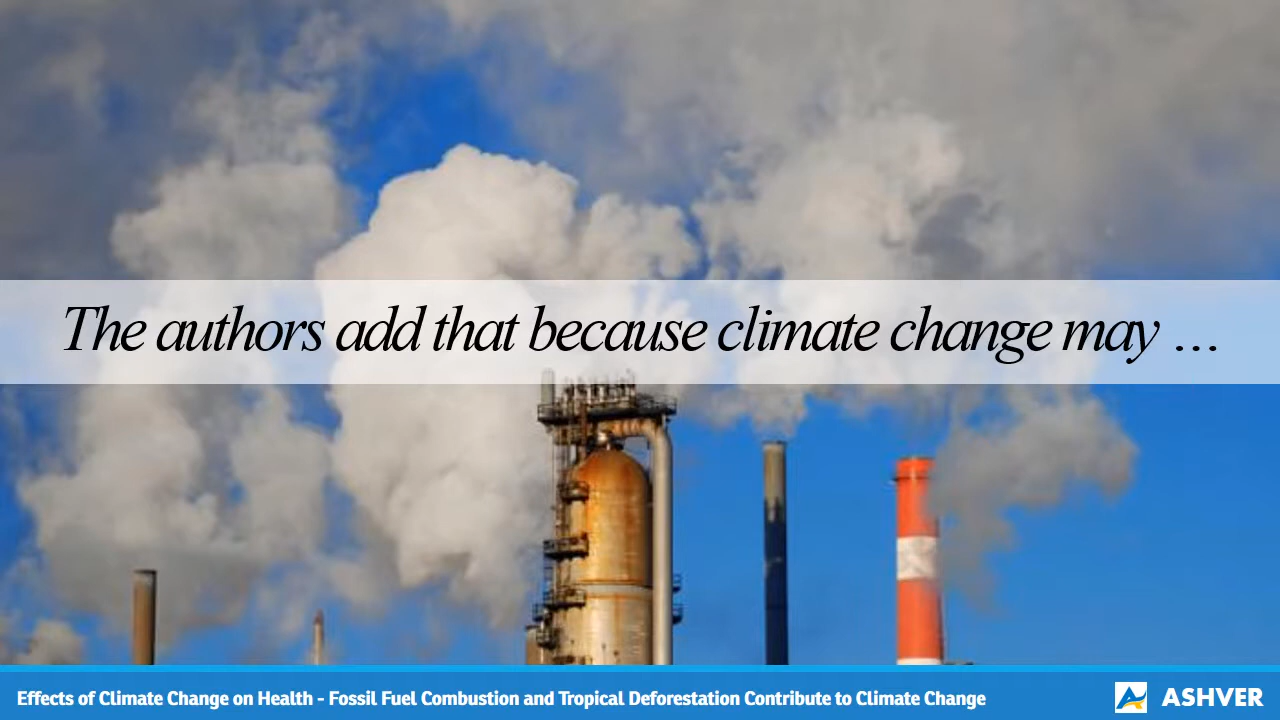 The authors add that because climate change may …
Effects of Climate Change on Health - Fossil Fuel Combustion and Tropical Deforestation Contribute to Climate Change
ASHVER